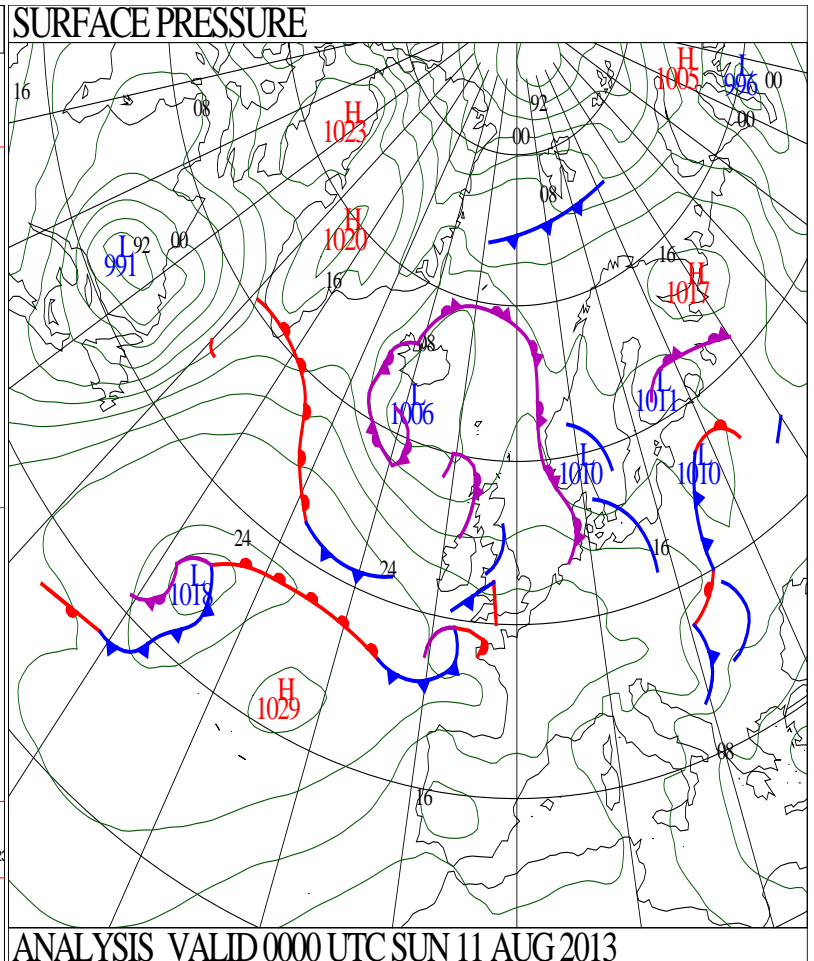 SURFACE PRESSURE
H
1005
L
996
00
16
08
92
00
H
1023
00
08
H
1020
L
991
92
00
16
16
H
1017
08
L
1006
L
1011
L
1010
L
1010
24
24
16
L
1018
H
1029
08
16
ANALYSIS VALID 0000 UTC SUN 11 AUG 2013